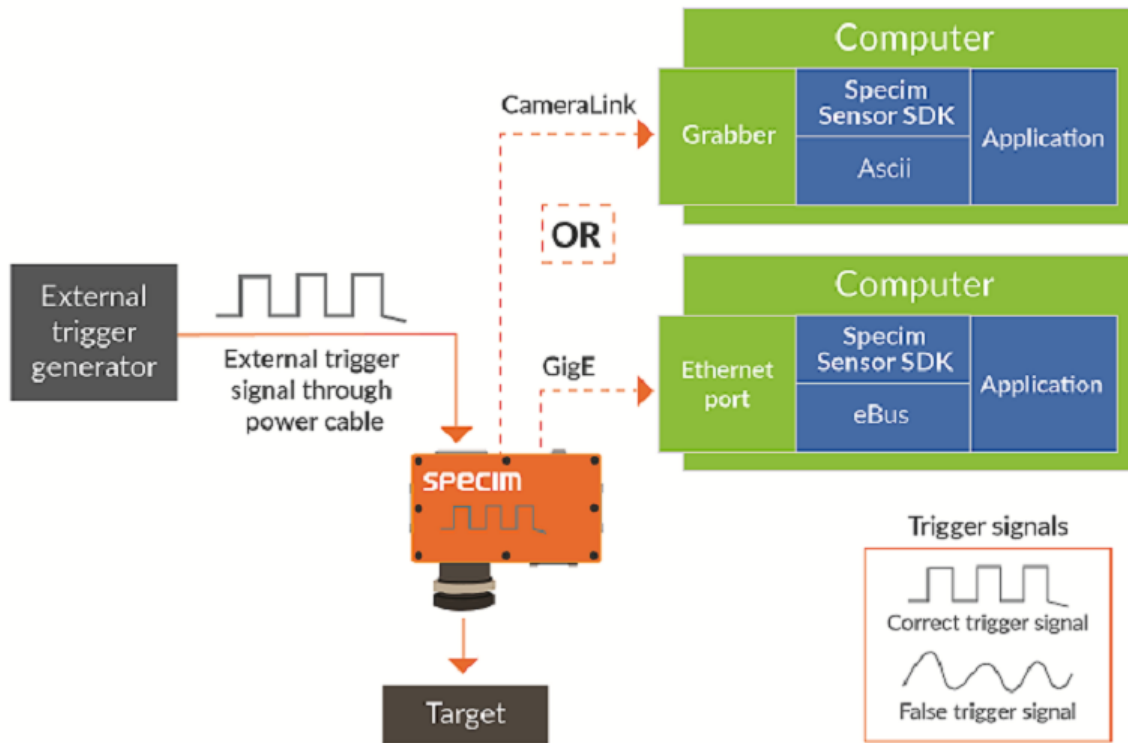 Computer
CameraLink
Grabber
Specim
Sensor SDK
Ascii
Application
OR
External
trigger
generator
External trigger
signal through
power cable
Computer
GigE
Ethernet
port
Specim
Sensor SDK
eBus
Application
SPECIM
Trigger signals
Correct trigger signal
False trigger signal
Target